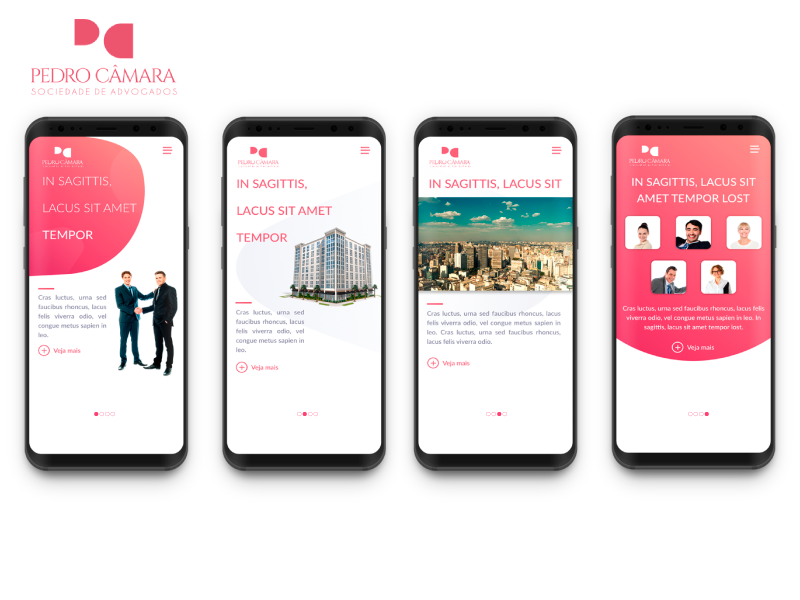 PEDRO CÂMARA
SOCIEDADE DE ADVOGADOS
PEDRO CÂMARA
IN SAGITTIS,
LACUS SIT AMET
TEMPOR
Cras luctus, urna sed
faucibus rhoncus, lacus
felis viverra odio, vel
congue metus sapien in
leo.
Veja mais
PEDRO CÂMARA
IN SAGITTIS,
LACUS SIT AMET
TEMPOR
Cras luctus, urna sed
faucibus rhoncus, lacus
felis viverra odio, vel
congue metus sapien in
leo.
Veja mais
PEDRO CÂMARA
IN SAGITTIS, LACUS SIT
Cras luctus, urna sed faucibus rhoncus, lacus
felis viverra odio, vel congue metus sapien in
leo. Cras luctus, urna sed faucibus rhoncus,
lacus felis viverra odio.
Veja mais
PEDRO CÂMARA
IN SAGITTIS, LACUS SIT
AMET TEMPOR LOST
Cras luctus, urna sed faucibus rhoncus, lacus felis
viverra odio, vel congue metus sapien in leo. In
sagittis, lacus sit amet tempor lost.
Veja mais